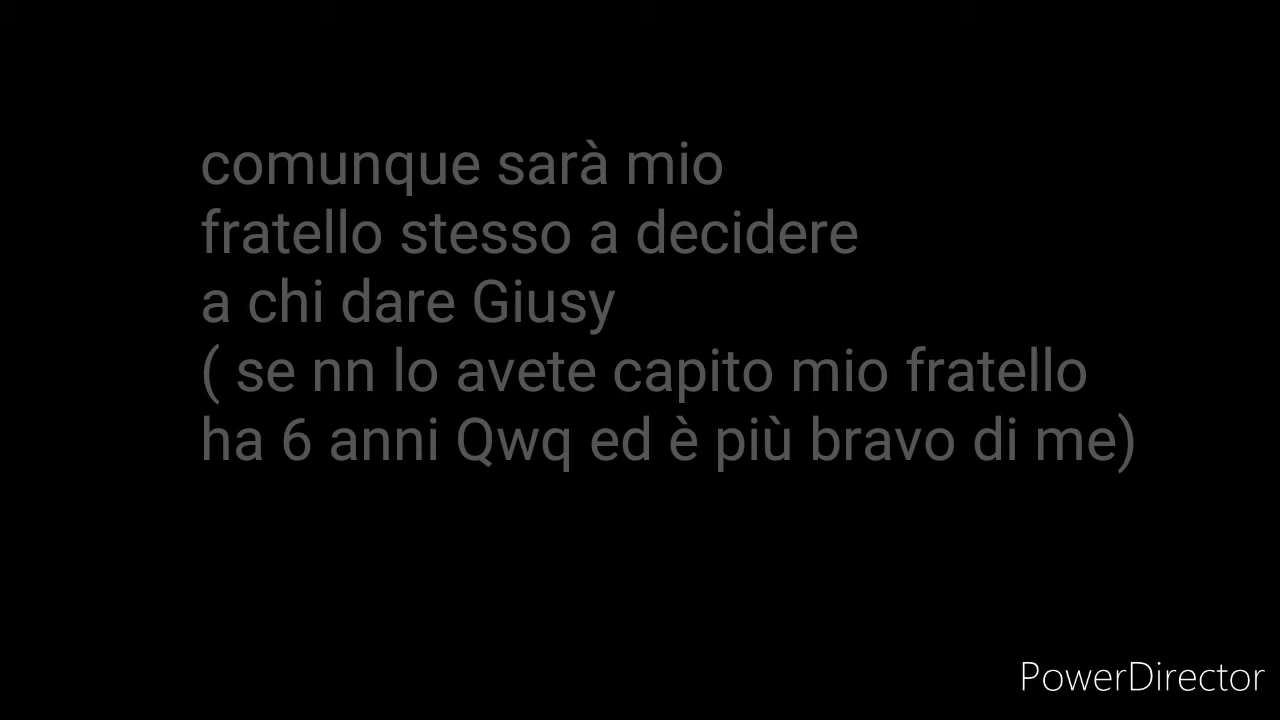 comunque sarà mio
fratello stesso a decidere
a chi dare Giusy
( se nn lo avete capito mio fratello
ha 6 anni Qwq ed è più bravo di me)
PowerDirector